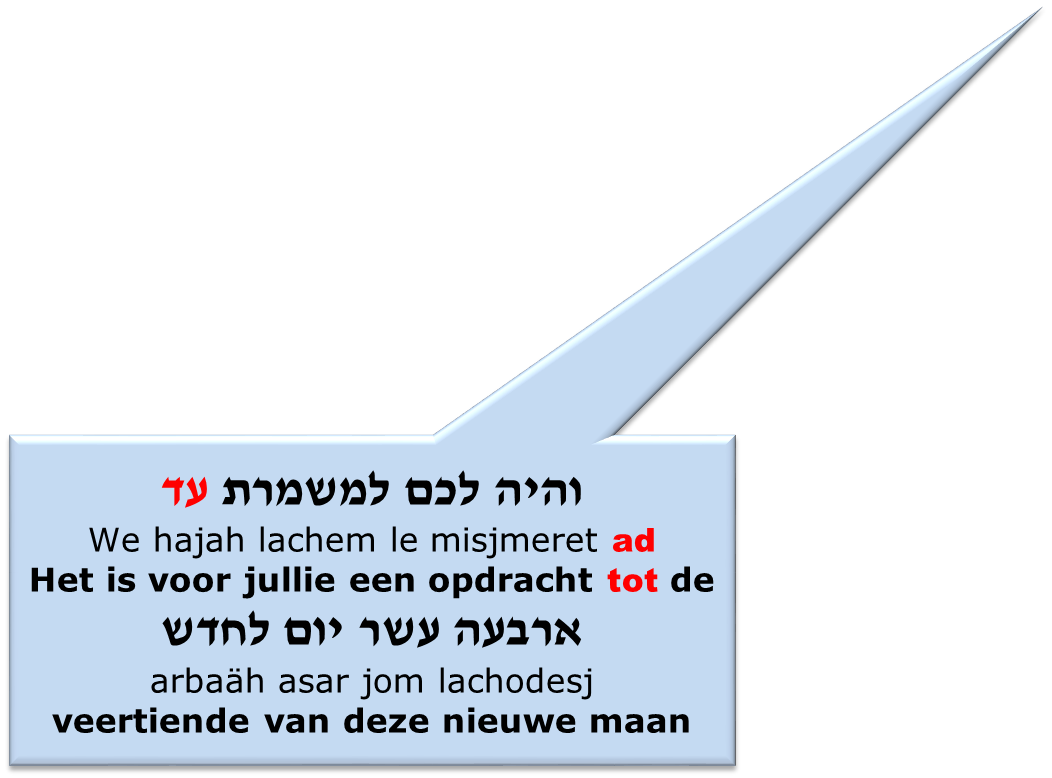 והיה לכם למשמרת עד
We hajah lachem le misjmeret ad
Het is voor jullie een opdracht tot de
ארבעה עשר יום לחדש
arbaäh asar jom lachodesj
veertiende van deze nieuwe maan